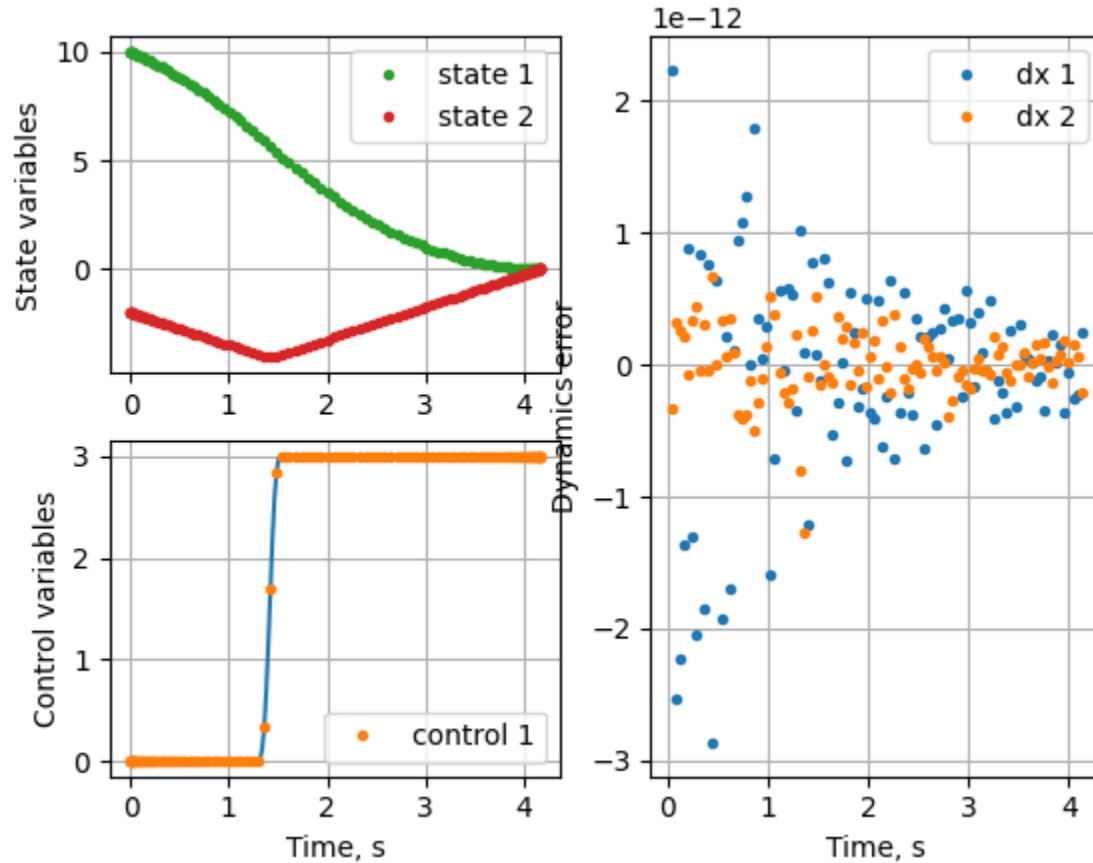 State variables
10
5
0
state 1
state 2
0
1
2
3
4
Control variables
3
2
1
0
control 1
0
1
2
3
4
Time, s
1e−12
Dynamics error
2
1
0
−1
−2
−3
dx 1
dx 2
0
1
2
3
4
Time, s